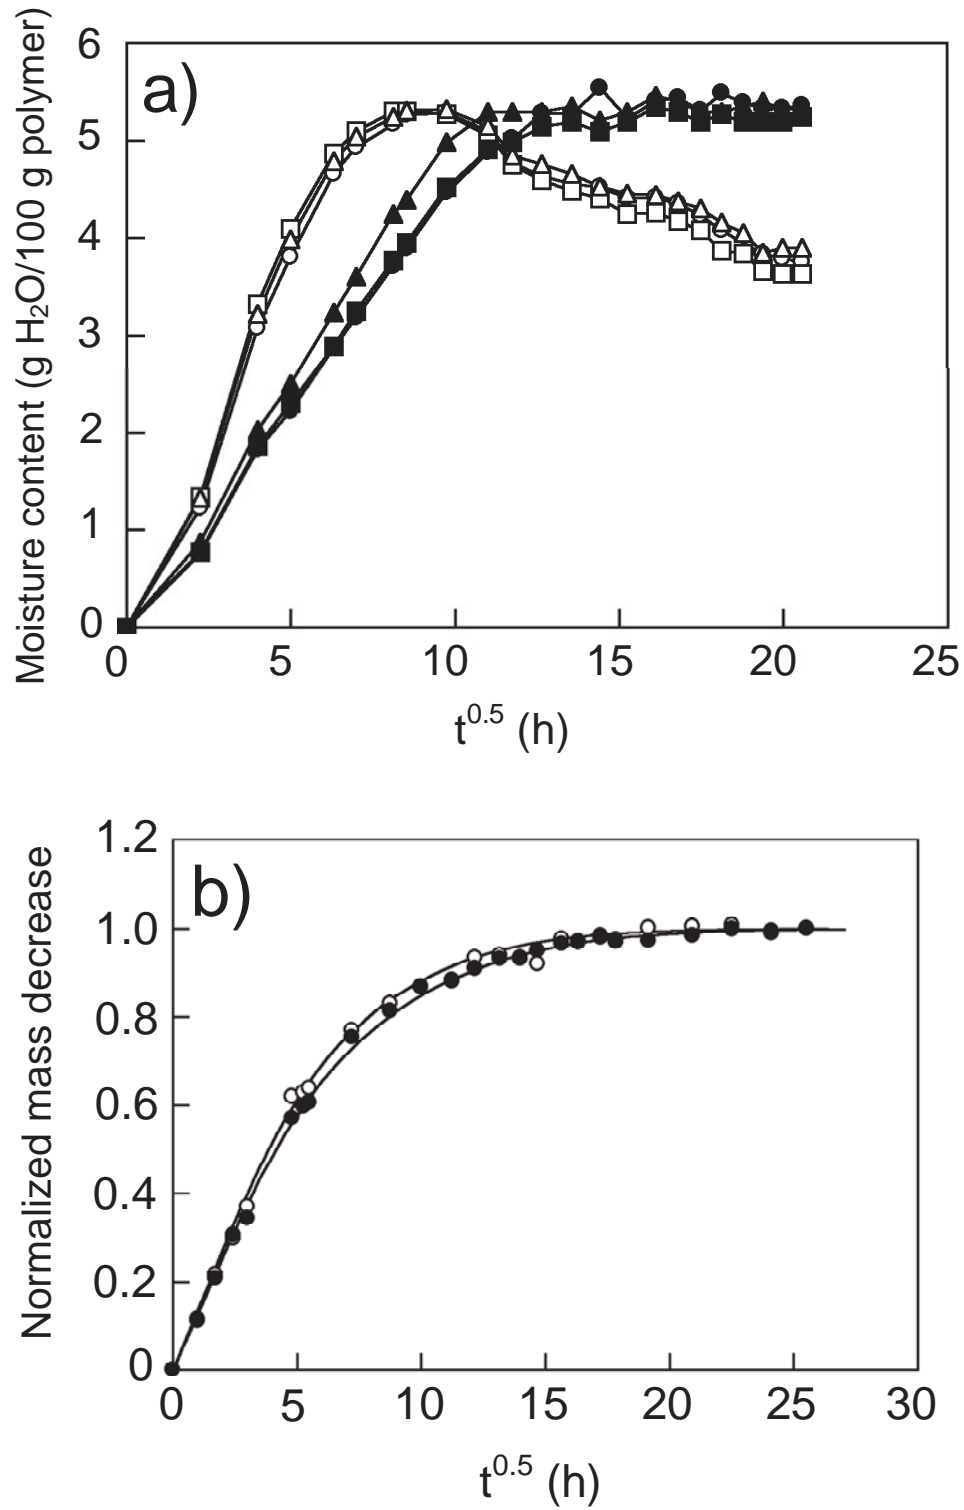 a)
6
5
4
3
2
1
0
Moisture content (g H₂O/100 g polymer)
0 5 10 15 20 25
t^0.5 (h)
b)
1.2
1.0
0.8
0.6
0.4
0.2
0
Normalized mass decrease
0 5 10 15 20 25 30
t^0.5 (h)